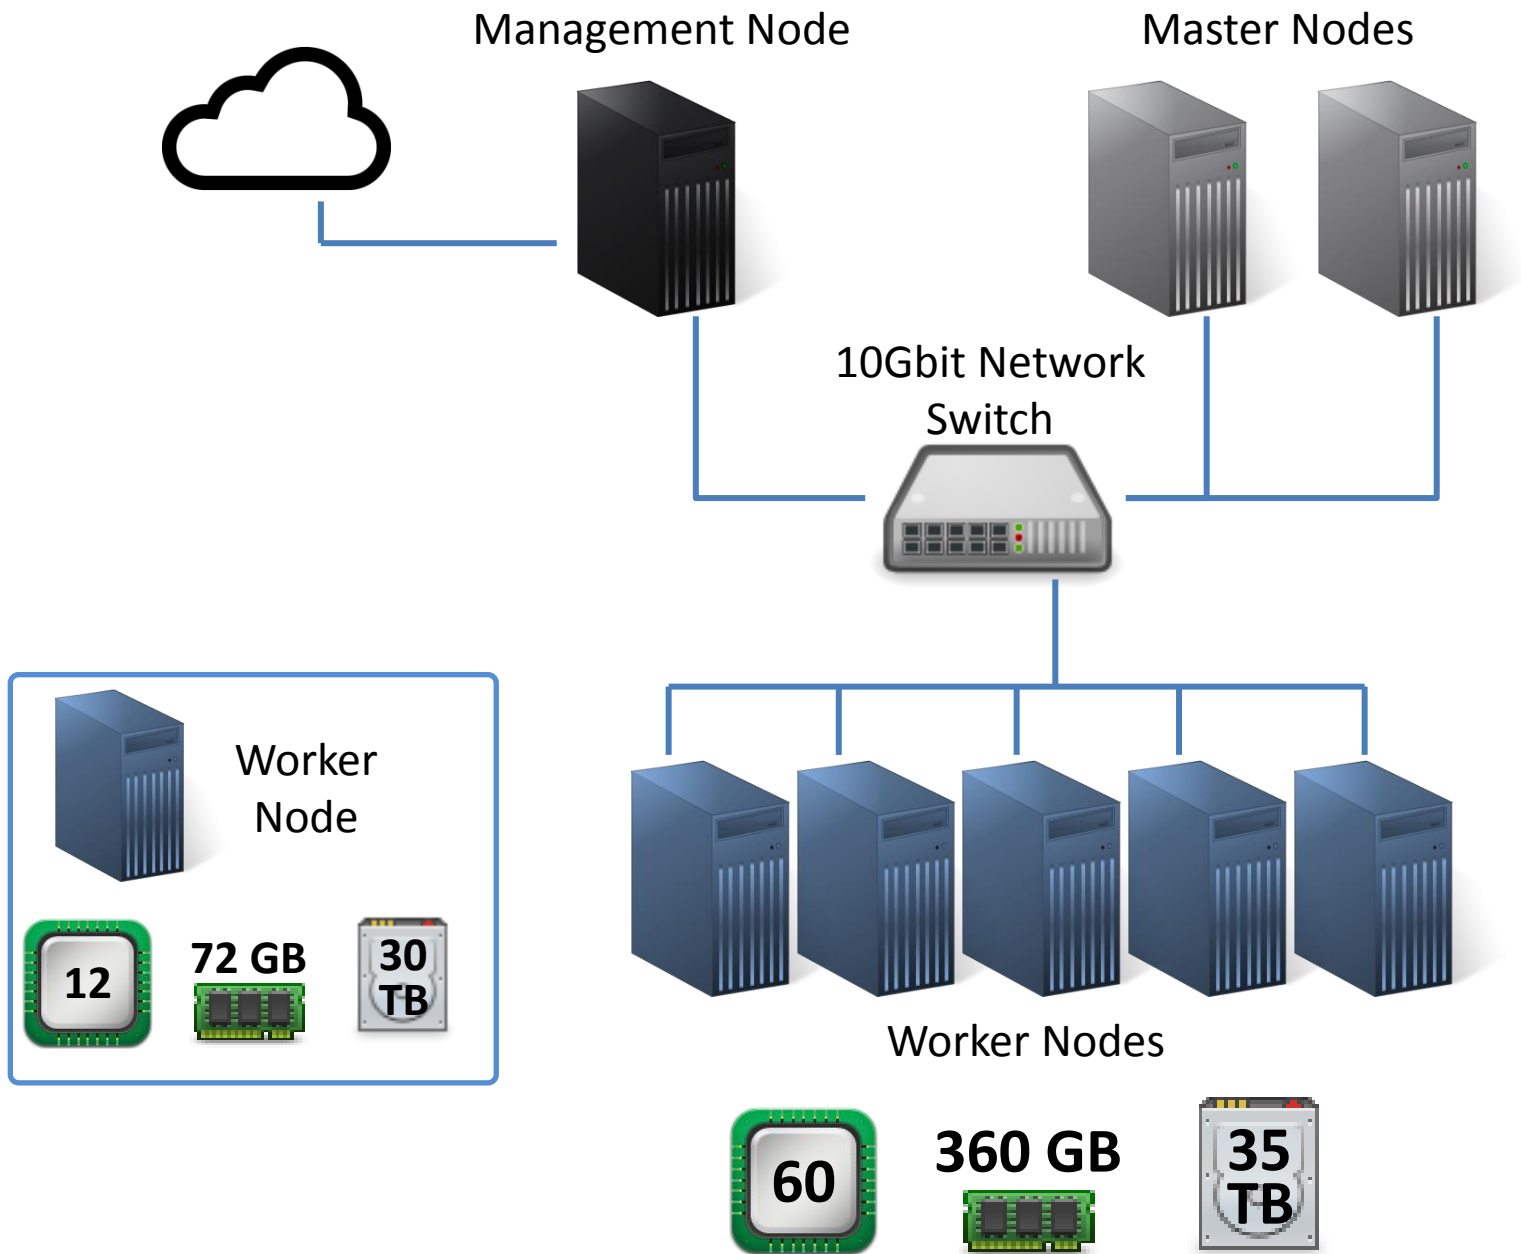 Management Node
Master Nodes
10Gbit Network
Switch
Worker
Node
12
72 GB
30
TB
Worker Nodes
60
360 GB
35
TB